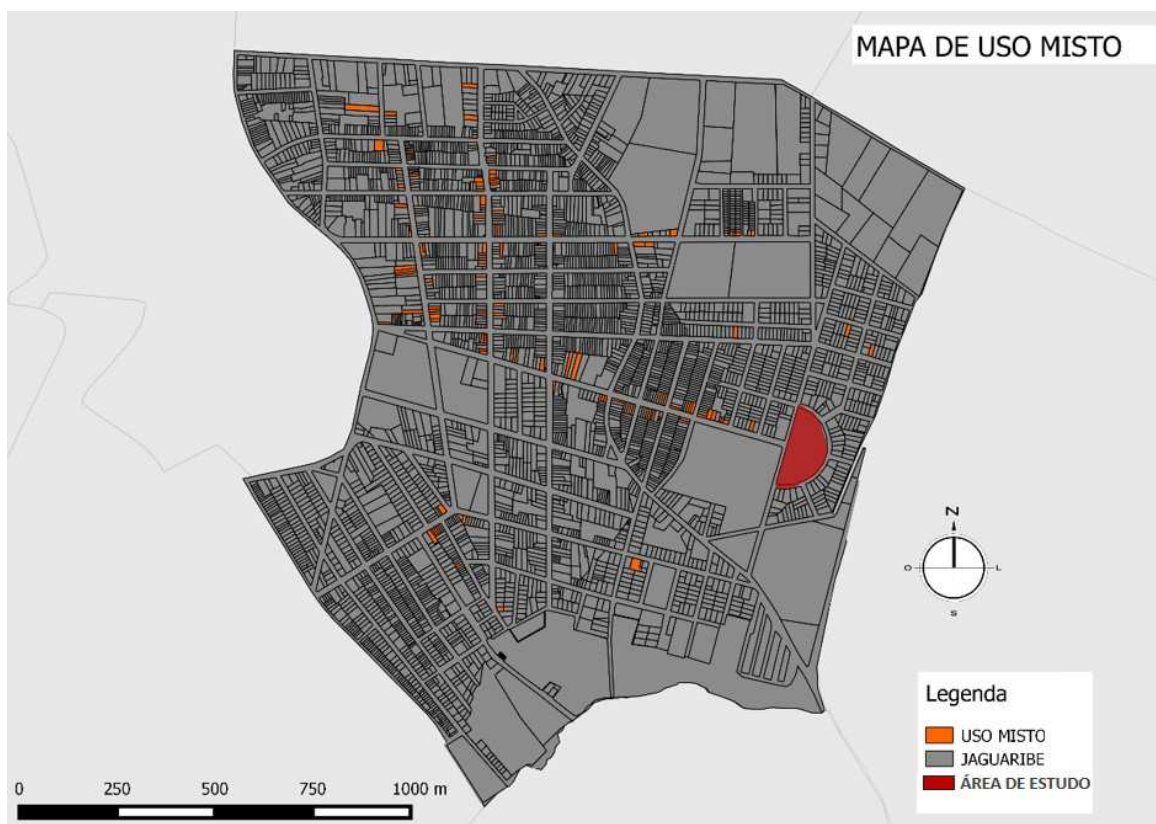 MAPA DE USO MISTO
N
O
L
S
Legenda
USO MISTO
JAGUARIBE
ÁREA DE ESTUDO
0 250 500 750 1000 m